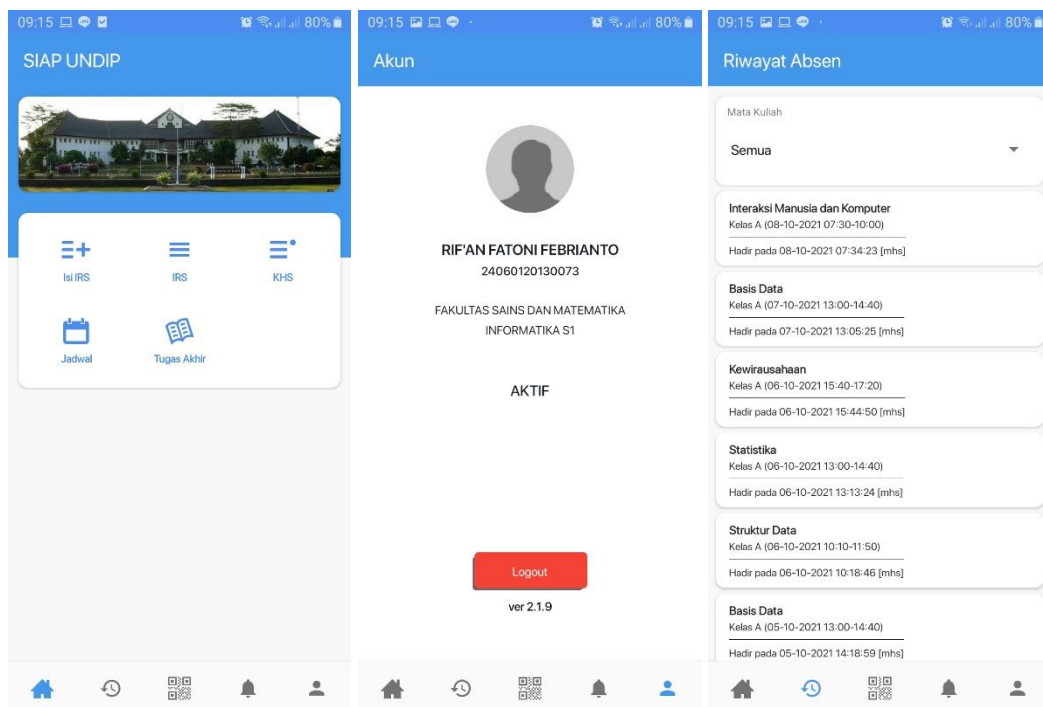 09:15 80%
SIAP UNDIP
Isi IRS IRS KHS
Jadwal Tugas Akhir
09:15 80%
Akun
RIF'AN FATONI FEBRIANTO
24060120130073
FAKULTAS SAINS DAN MATEMATIKA
INFORMATIKA S1
AKTIF
Logout
ver 2.1.9
09:15 80%
Riwayat Absen
Mata Kuliah
Semua
Interaksi Manusia dan Komputer
Kelas A (08-10-2021 07:30-10:00)
Hadir pada 08-10-2021 07:34:23 [mhs]
Basis Data
Kelas A (07-10-2021 13:00-14:40)
Hadir pada 07-10-2021 13:05:25 [mhs]
Kewirausahaan
Kelas A (06-10-2021 15:40-17:20)
Hadir pada 06-10-2021 15:44:50 [mhs]
Statistika
Kelas A (06-10-2021 13:00-14:40)
Hadir pada 06-10-2021 13:13:24 [mhs]
Struktur Data
Kelas A (06-10-2021 10:10-11:50)
Hadir pada 06-10-2021 10:18:46 [mhs]
Basis Data
Kelas A (05-10-2021 13:00-14:40)
Hadir pada 05-10-2021 14:18:59 [mhs]